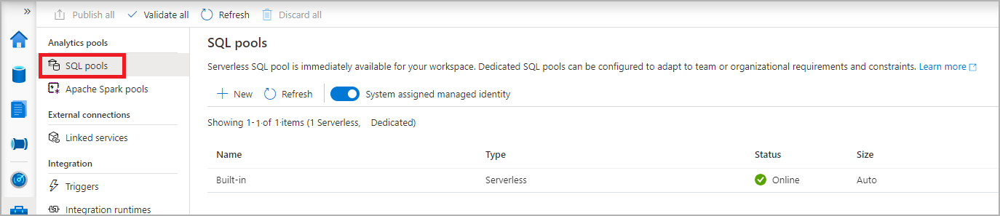 »
Publish all Validate all Refresh Discard all
Analytics pools
SQL pools
Apache Spark pools
External connections
Linked services
Integration
Triggers
Integration runtimes
SQL pools
Serverless SQL pool is immediately available for your workspace. Dedicated SQL pools can be configured to adapt to team or organizational requirements and constraints. Learn more
New Refresh System assigned managed identity
Showing 1-1 of 1 items (1 Serverless, Dedicated)
Name Type Status Size
Built-in Serverless Online Auto